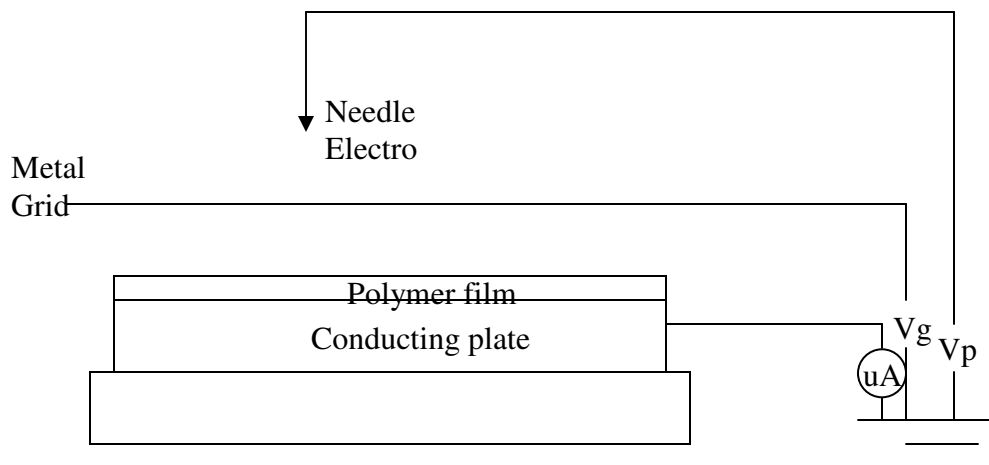 Needle
Electro
Metal
Grid
Polymer film
Conducting plate
Vg
Vp
uA